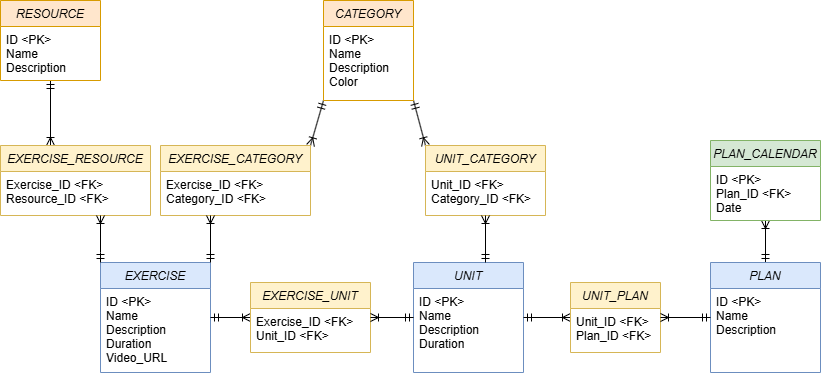 RESOURCE
ID <PK>
Name
Description
CATEGORY
ID <PK>
Name
Description
Color
EXERCISE_RESOURCE
Exercise_ID <FK>
Resource_ID <FK>
EXERCISE_CATEGORY
Exercise_ID <FK>
Category_ID <FK>
UNIT_CATEGORY
Unit_ID <FK>
Category_ID <FK>
PLAN_CALENDAR
ID <PK>
Plan_ID <FK>
Date
EXERCISE
ID <PK>
Name
Description
Duration
Video_URL
EXERCISE_UNIT
Exercise_ID <FK>
Unit_ID <FK>
UNIT
ID <PK>
Name
Description
Duration
UNIT_PLAN
Unit_ID <FK>
Plan_ID <FK>
PLAN
ID <PK>
Name
Description